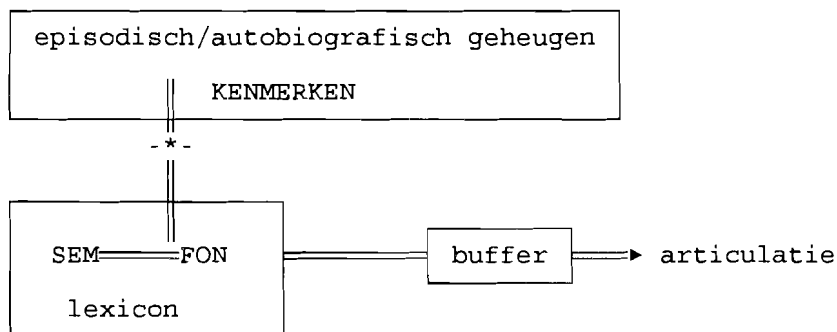 episodisch/autobiografisch geheugen
KENMERKEN
-*-
SEM FON
buffer
articulatie
lexicon